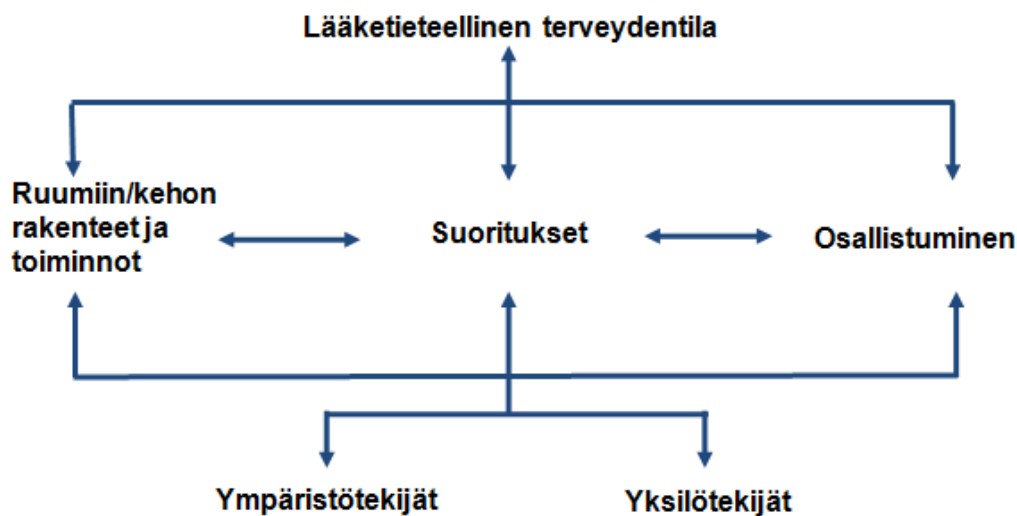 Lääketieteellinen terveydentila
Ruumiin/kehon
rakenteet ja
toiminnot
Suoritukset
Osallistuminen
Ympäristötekijät
Yksilötekijät